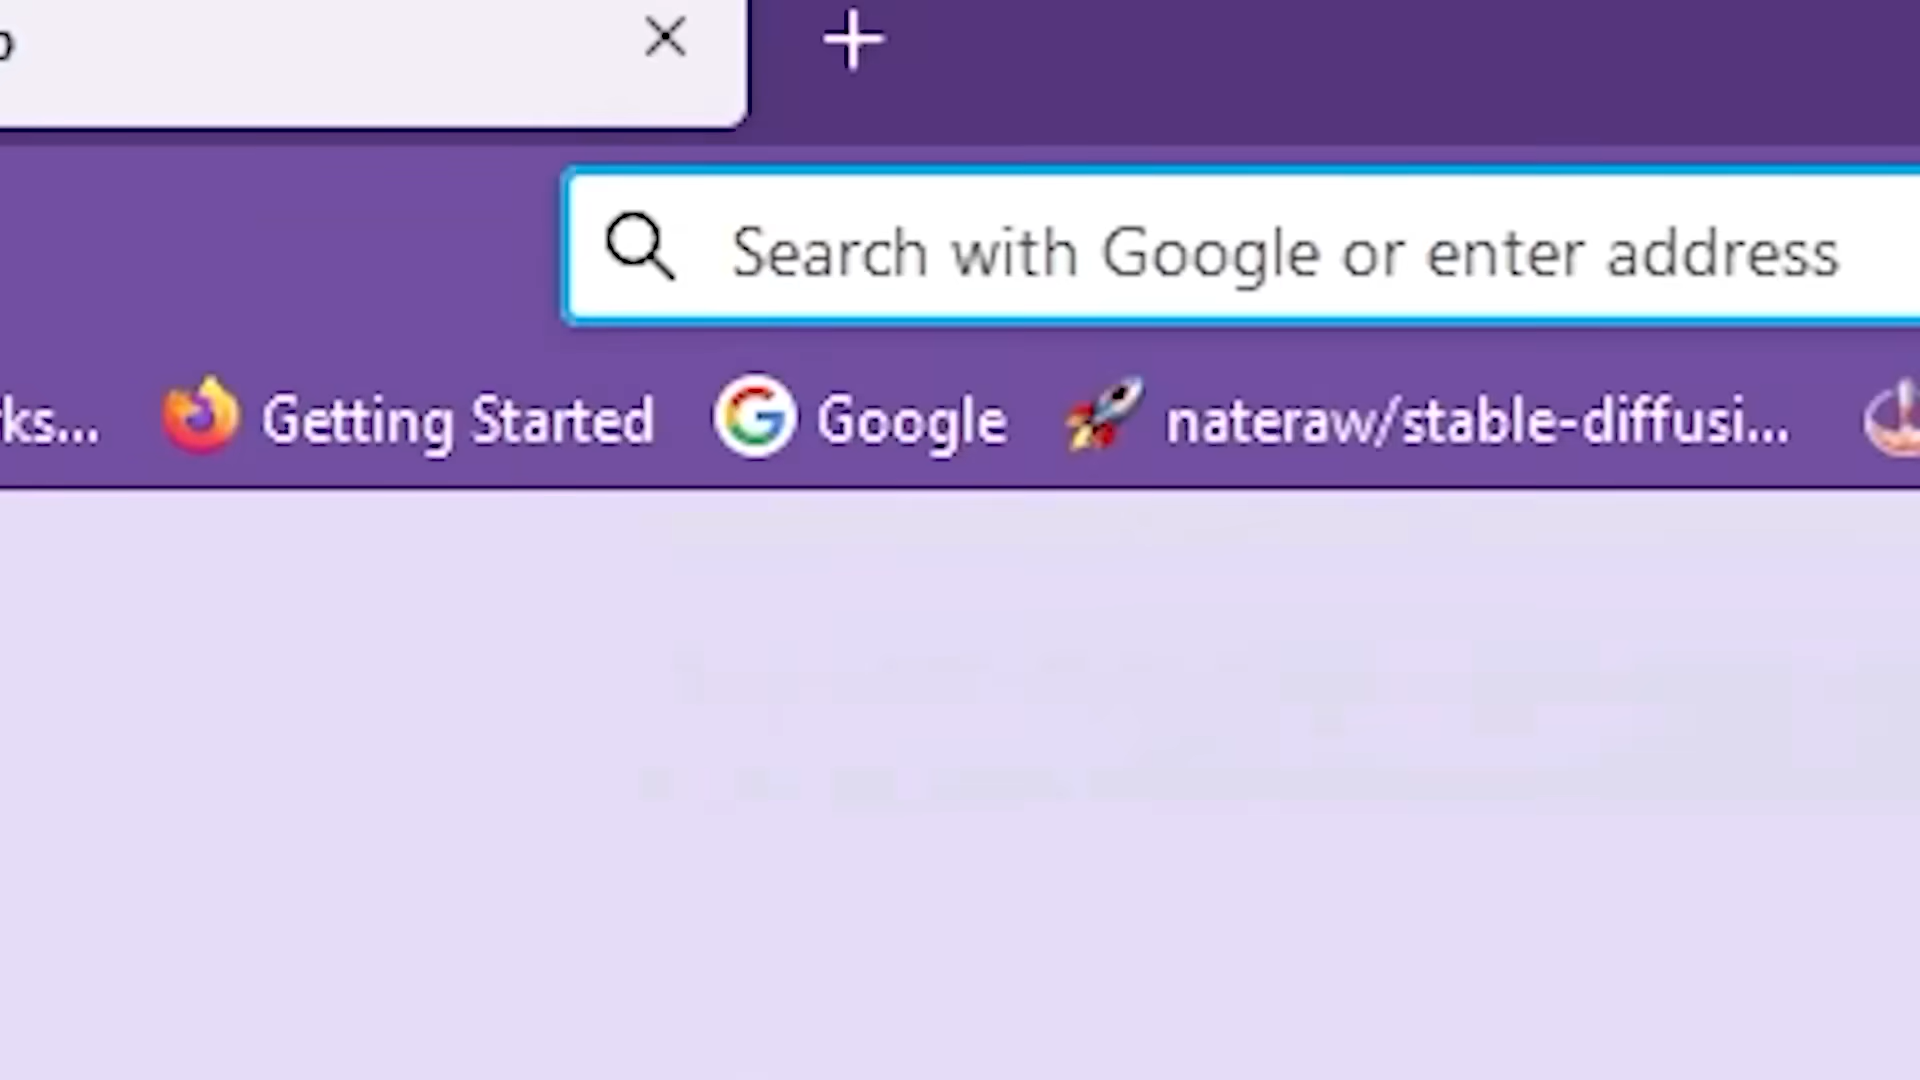 Search with Google or enter address
ks... Getting Started Google nateraw/stable-diffusi...